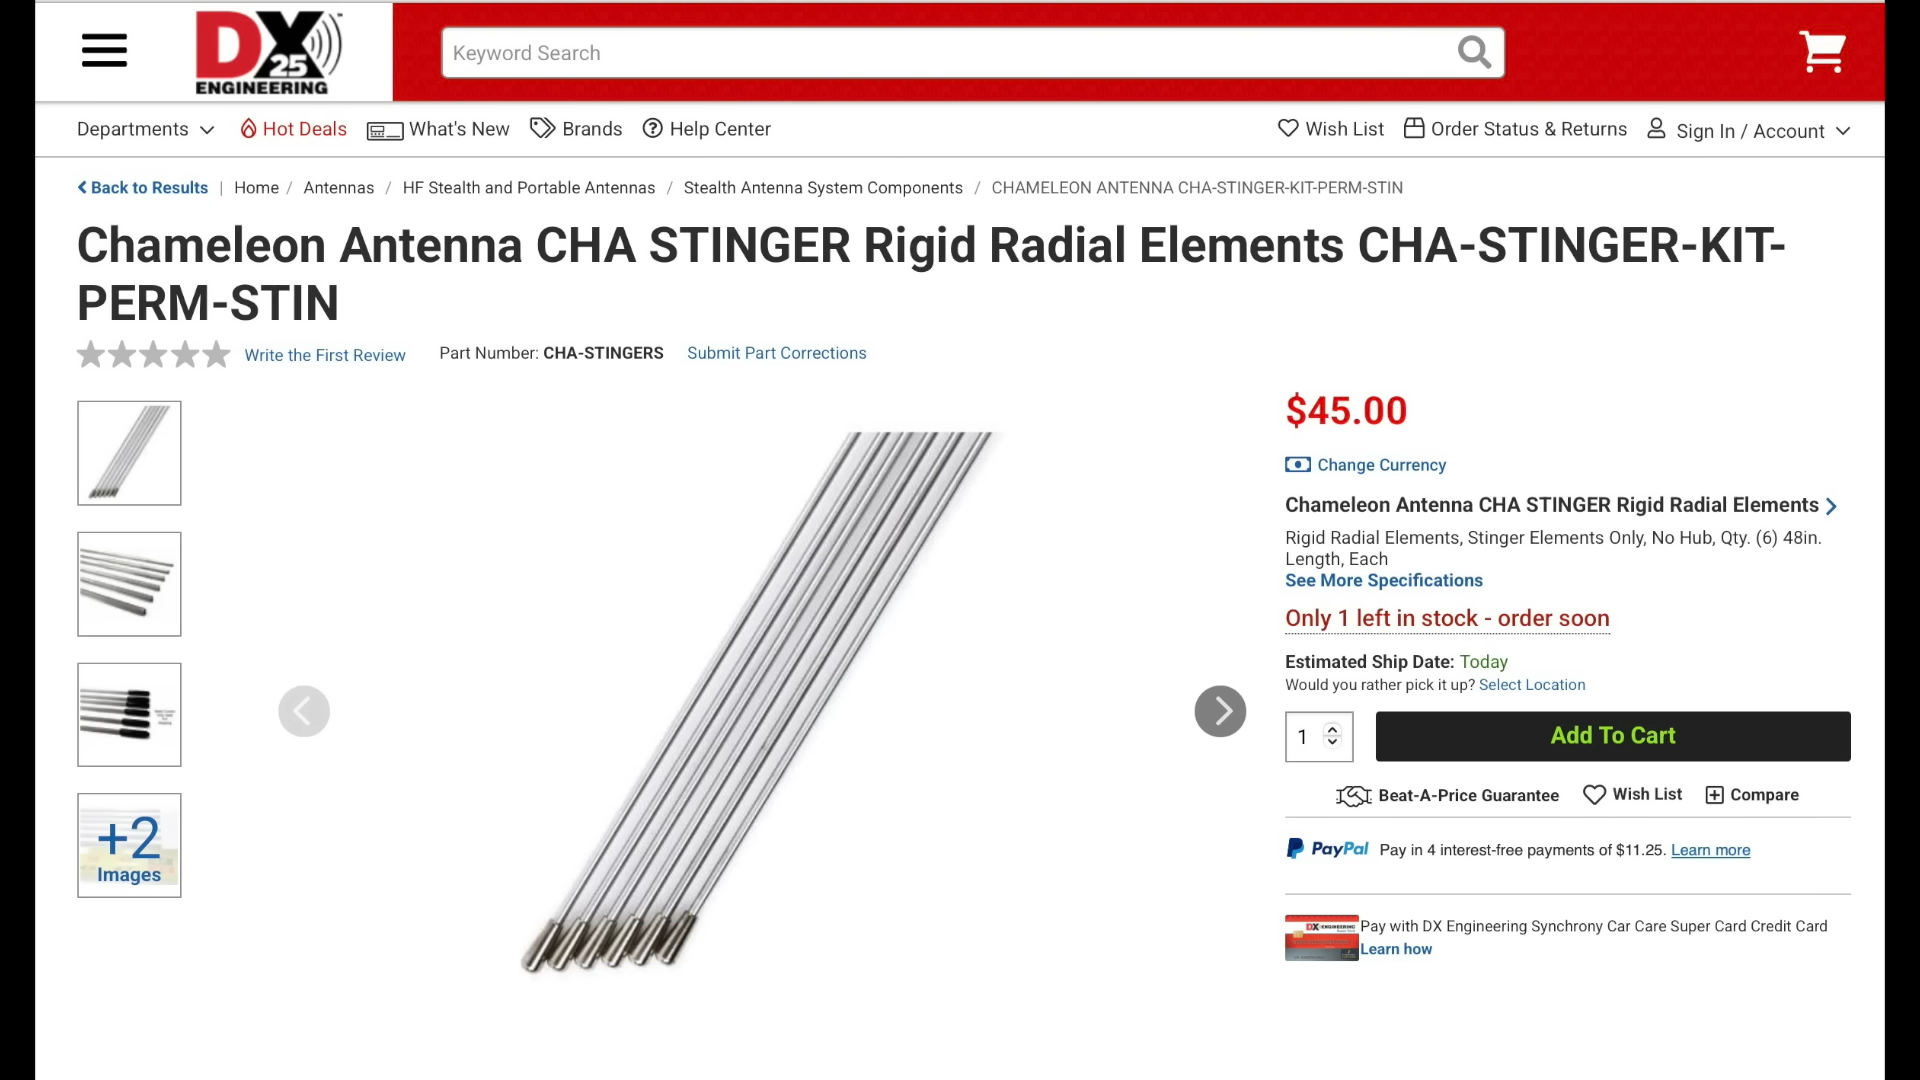 DX
25
ENGINEERING
Keyword Search
Departments
Hot Deals
What's New
Brands
Help Center
Wish List
Order Status & Returns
Sign In / Account
Back to Results | Home / Antennas / HF Stealth and Portable Antennas / Stealth Antenna System Components / CHAMELEON ANTENNA CHA-STINGER-KIT-PERM-STIN
Chameleon Antenna CHA STINGER Rigid Radial Elements CHA-STINGER-KIT-
PERM-STIN
Write the First Review
Part Number: CHA-STINGERS
Submit Part Corrections
+2
Images
$45.00
Change Currency
Chameleon Antenna CHA STINGER Rigid Radial Elements
Rigid Radial Elements, Stinger Elements Only, No Hub, Qty. (6) 48in.
Length, Each
See More Specifications
Only 1 left in stock - order soon
Estimated Ship Date: Today
Would you rather pick it up? Select Location
1
Add To Cart
Beat-A-Price Guarantee
Wish List
Compare
PayPal Pay in 4 interest-free payments of $11.25. Learn more
Pay with DX Engineering Synchrony Car Care Super Card Credit Card
Learn how